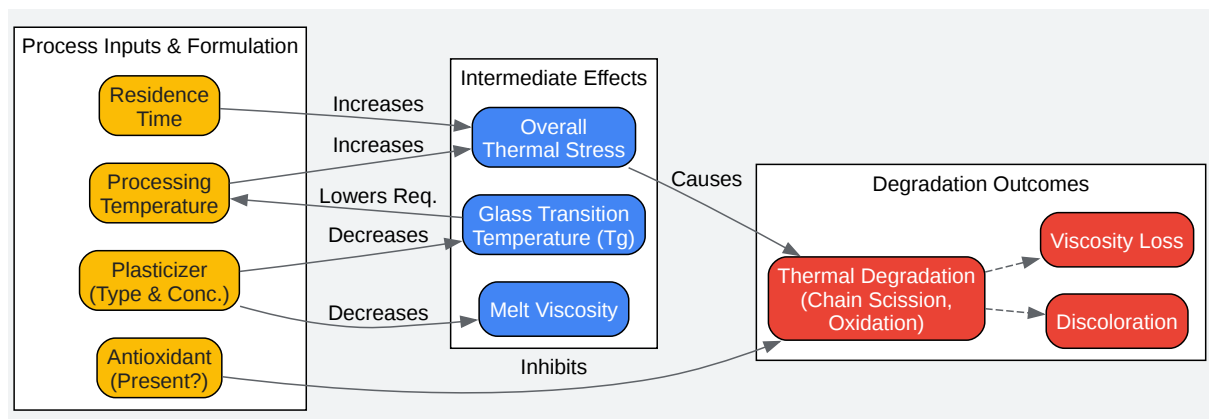 Process Inputs & Formulation
Residence
Time
Processing
Temperature
Plasticizer
(Type & Conc.)
Antioxidant
(Present?)
Increases
Increases
Lowers Req.
Decreases
Decreases
Inhibits
Intermediate Effects
Overall
Thermal Stress
Glass Transition
Temperature (Tg)
Melt Viscosity
Causes
Degradation Outcomes
Thermal Degradation
(Chain Scission,
Oxidation)
Viscosity Loss
Discoloration